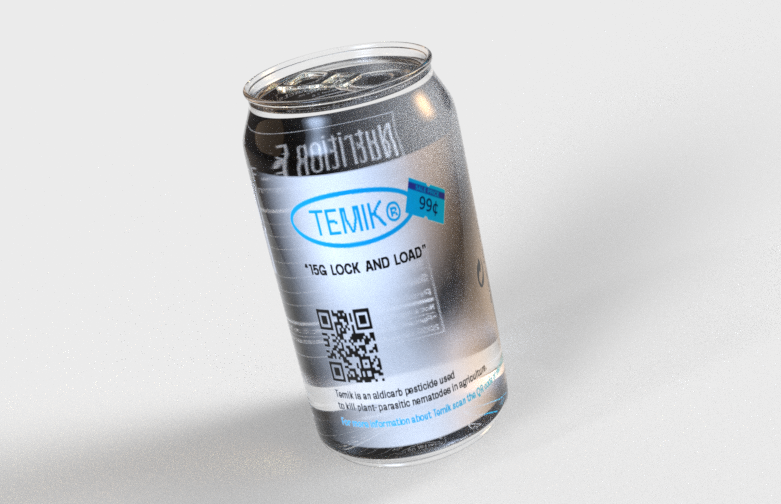 TEMIK®
99¢
"15G LOCK AND LOAD"
Temik is an aldicarb pesticide used
to kill plant-parasitic nematodes in agriculture.
For more information about Temik scan the QR code